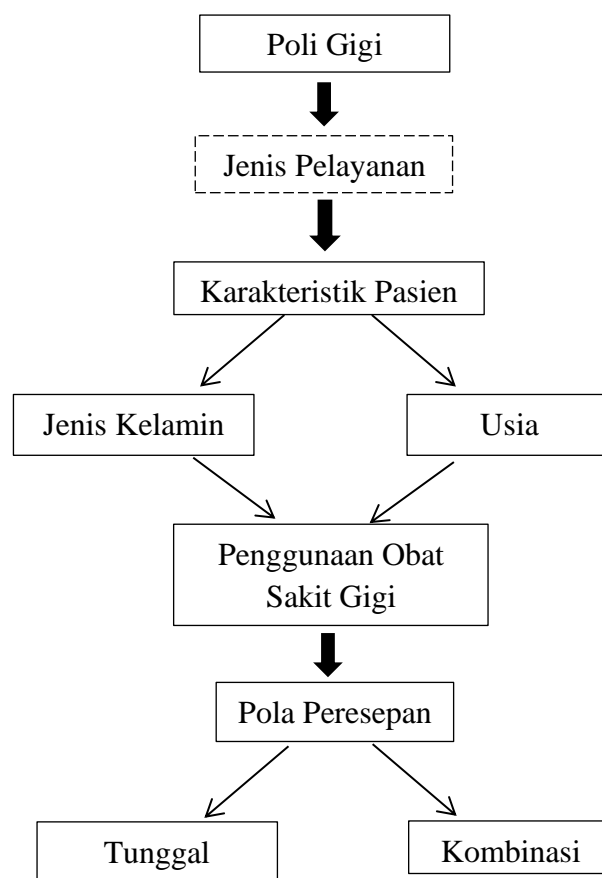 Poli Gigi
Jenis Pelayanan
Karakteristik Pasien
Jenis Kelamin
Usia
Penggunaan Obat
Sakit Gigi
Pola Peresepan
Tunggal
Kombinasi